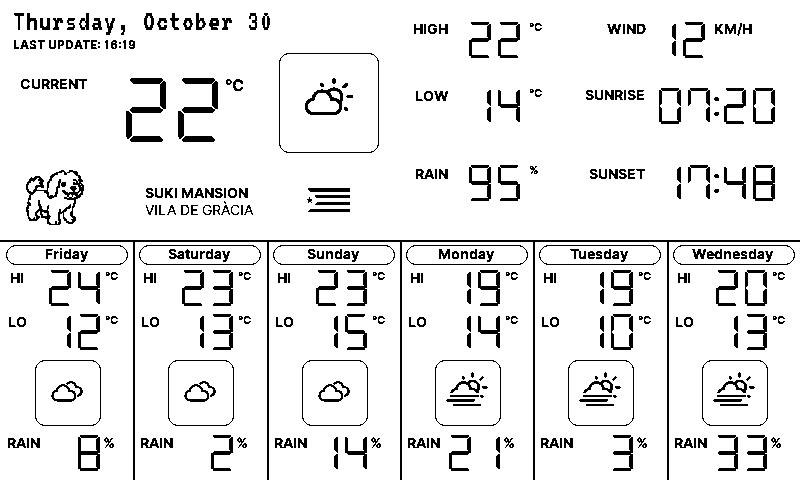 Thursday, October 30
LAST UPDATE: 16:19
CURRENT 22 °C
HIGH 22 °C
WIND 12 KM/H
LOW 14 °C
SUNRISE 07:20
RAIN 95 %
SUNSET 17:48
SUKI MANSION
VILA DE GRÀCIA
Friday
HI 24 °C
LO 12 °C
RAIN 8 %
Saturday
HI 23 °C
LO 13 °C
RAIN 2 %
Sunday
HI 23 °C
LO 15 °C
RAIN 14 %
Monday
HI 19 °C
LO 14 °C
RAIN 21 %
Tuesday
HI 19 °C
LO 10 °C
RAIN 3 %
Wednesday
HI 20 °C
LO 13 °C
RAIN 33 %